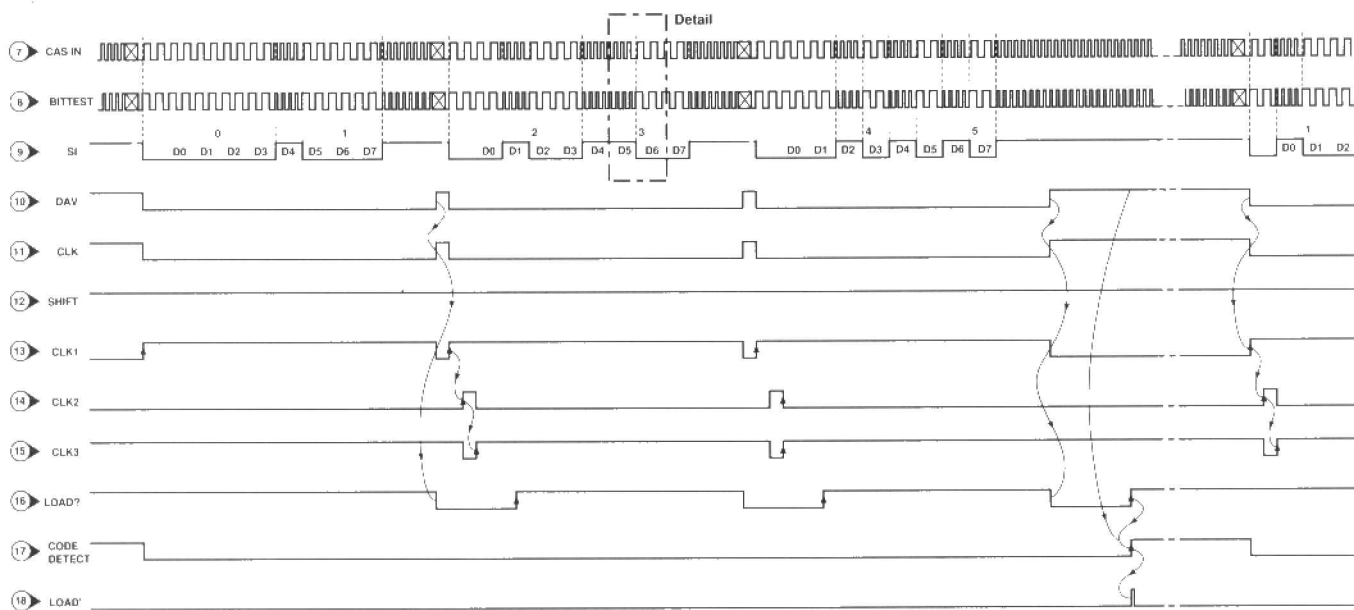 Detail
7 CAS IN
8 BITTEST
0 1 2 3 4 5 1
9 SI D0 D1 D2 D3 D4 D5 D6 D7 D0 D1 D2 D3 D4 D5 D6 D7 D0 D1 D2 D3 D4 D5 D6 D7 D0 D1 D2
10 DAV
11 CLK
12 SHIFT
13 CLK1
14 CLK2
15 CLK3
16 LOAD?
17 CODE
DETECT
18 LOAD'